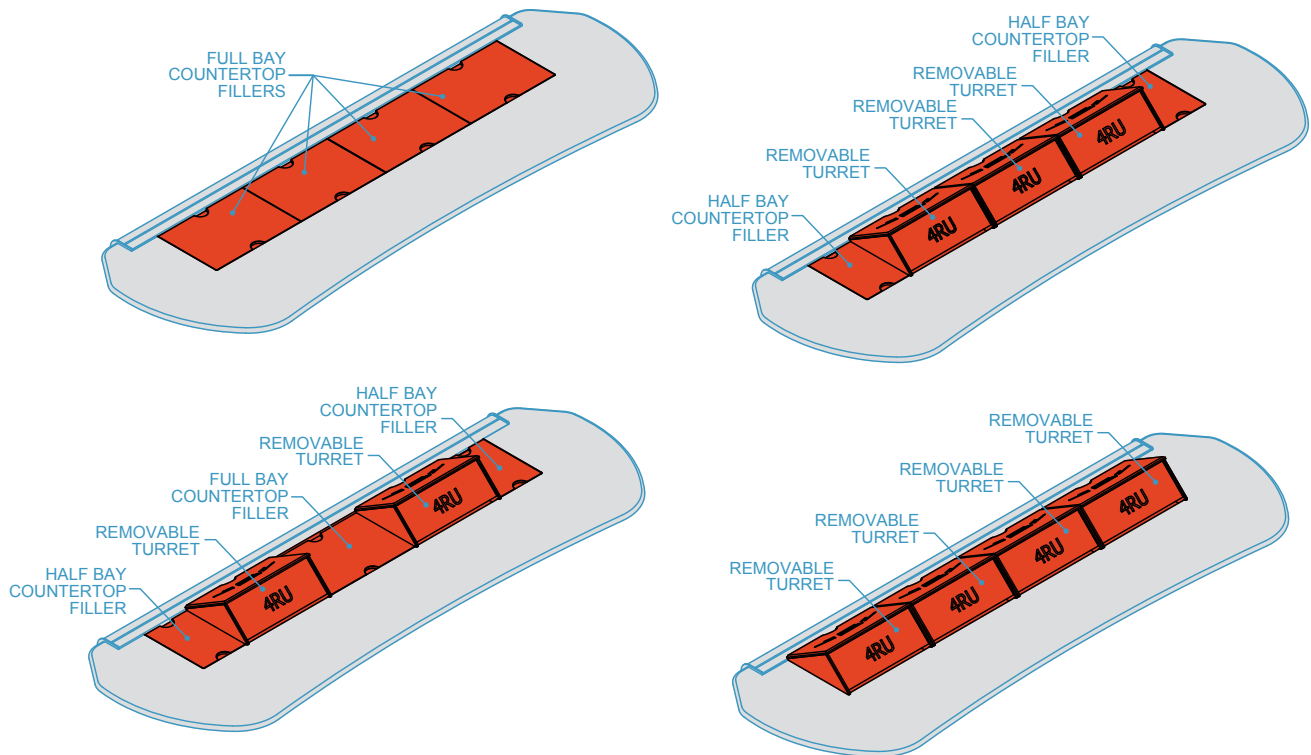 FULL BAY
COUNTERTOP
FILLERS
HALF BAY
COUNTERTOP
FILLER
REMOVABLE
TURRET
REMOVABLE
TURRET
REMOVABLE
TURRET
HALF BAY
COUNTERTOP
FILLER
4RU
4RU
4RU
HALF BAY
COUNTERTOP
FILLER
REMOVABLE
TURRET
FULL BAY
COUNTERTOP
FILLER
REMOVABLE
TURRET
HALF BAY
COUNTERTOP
FILLER
4RU
4RU
REMOVABLE
TURRET
REMOVABLE
TURRET
REMOVABLE
TURRET
REMOVABLE
TURRET
4RU
4RU
4RU
4RU